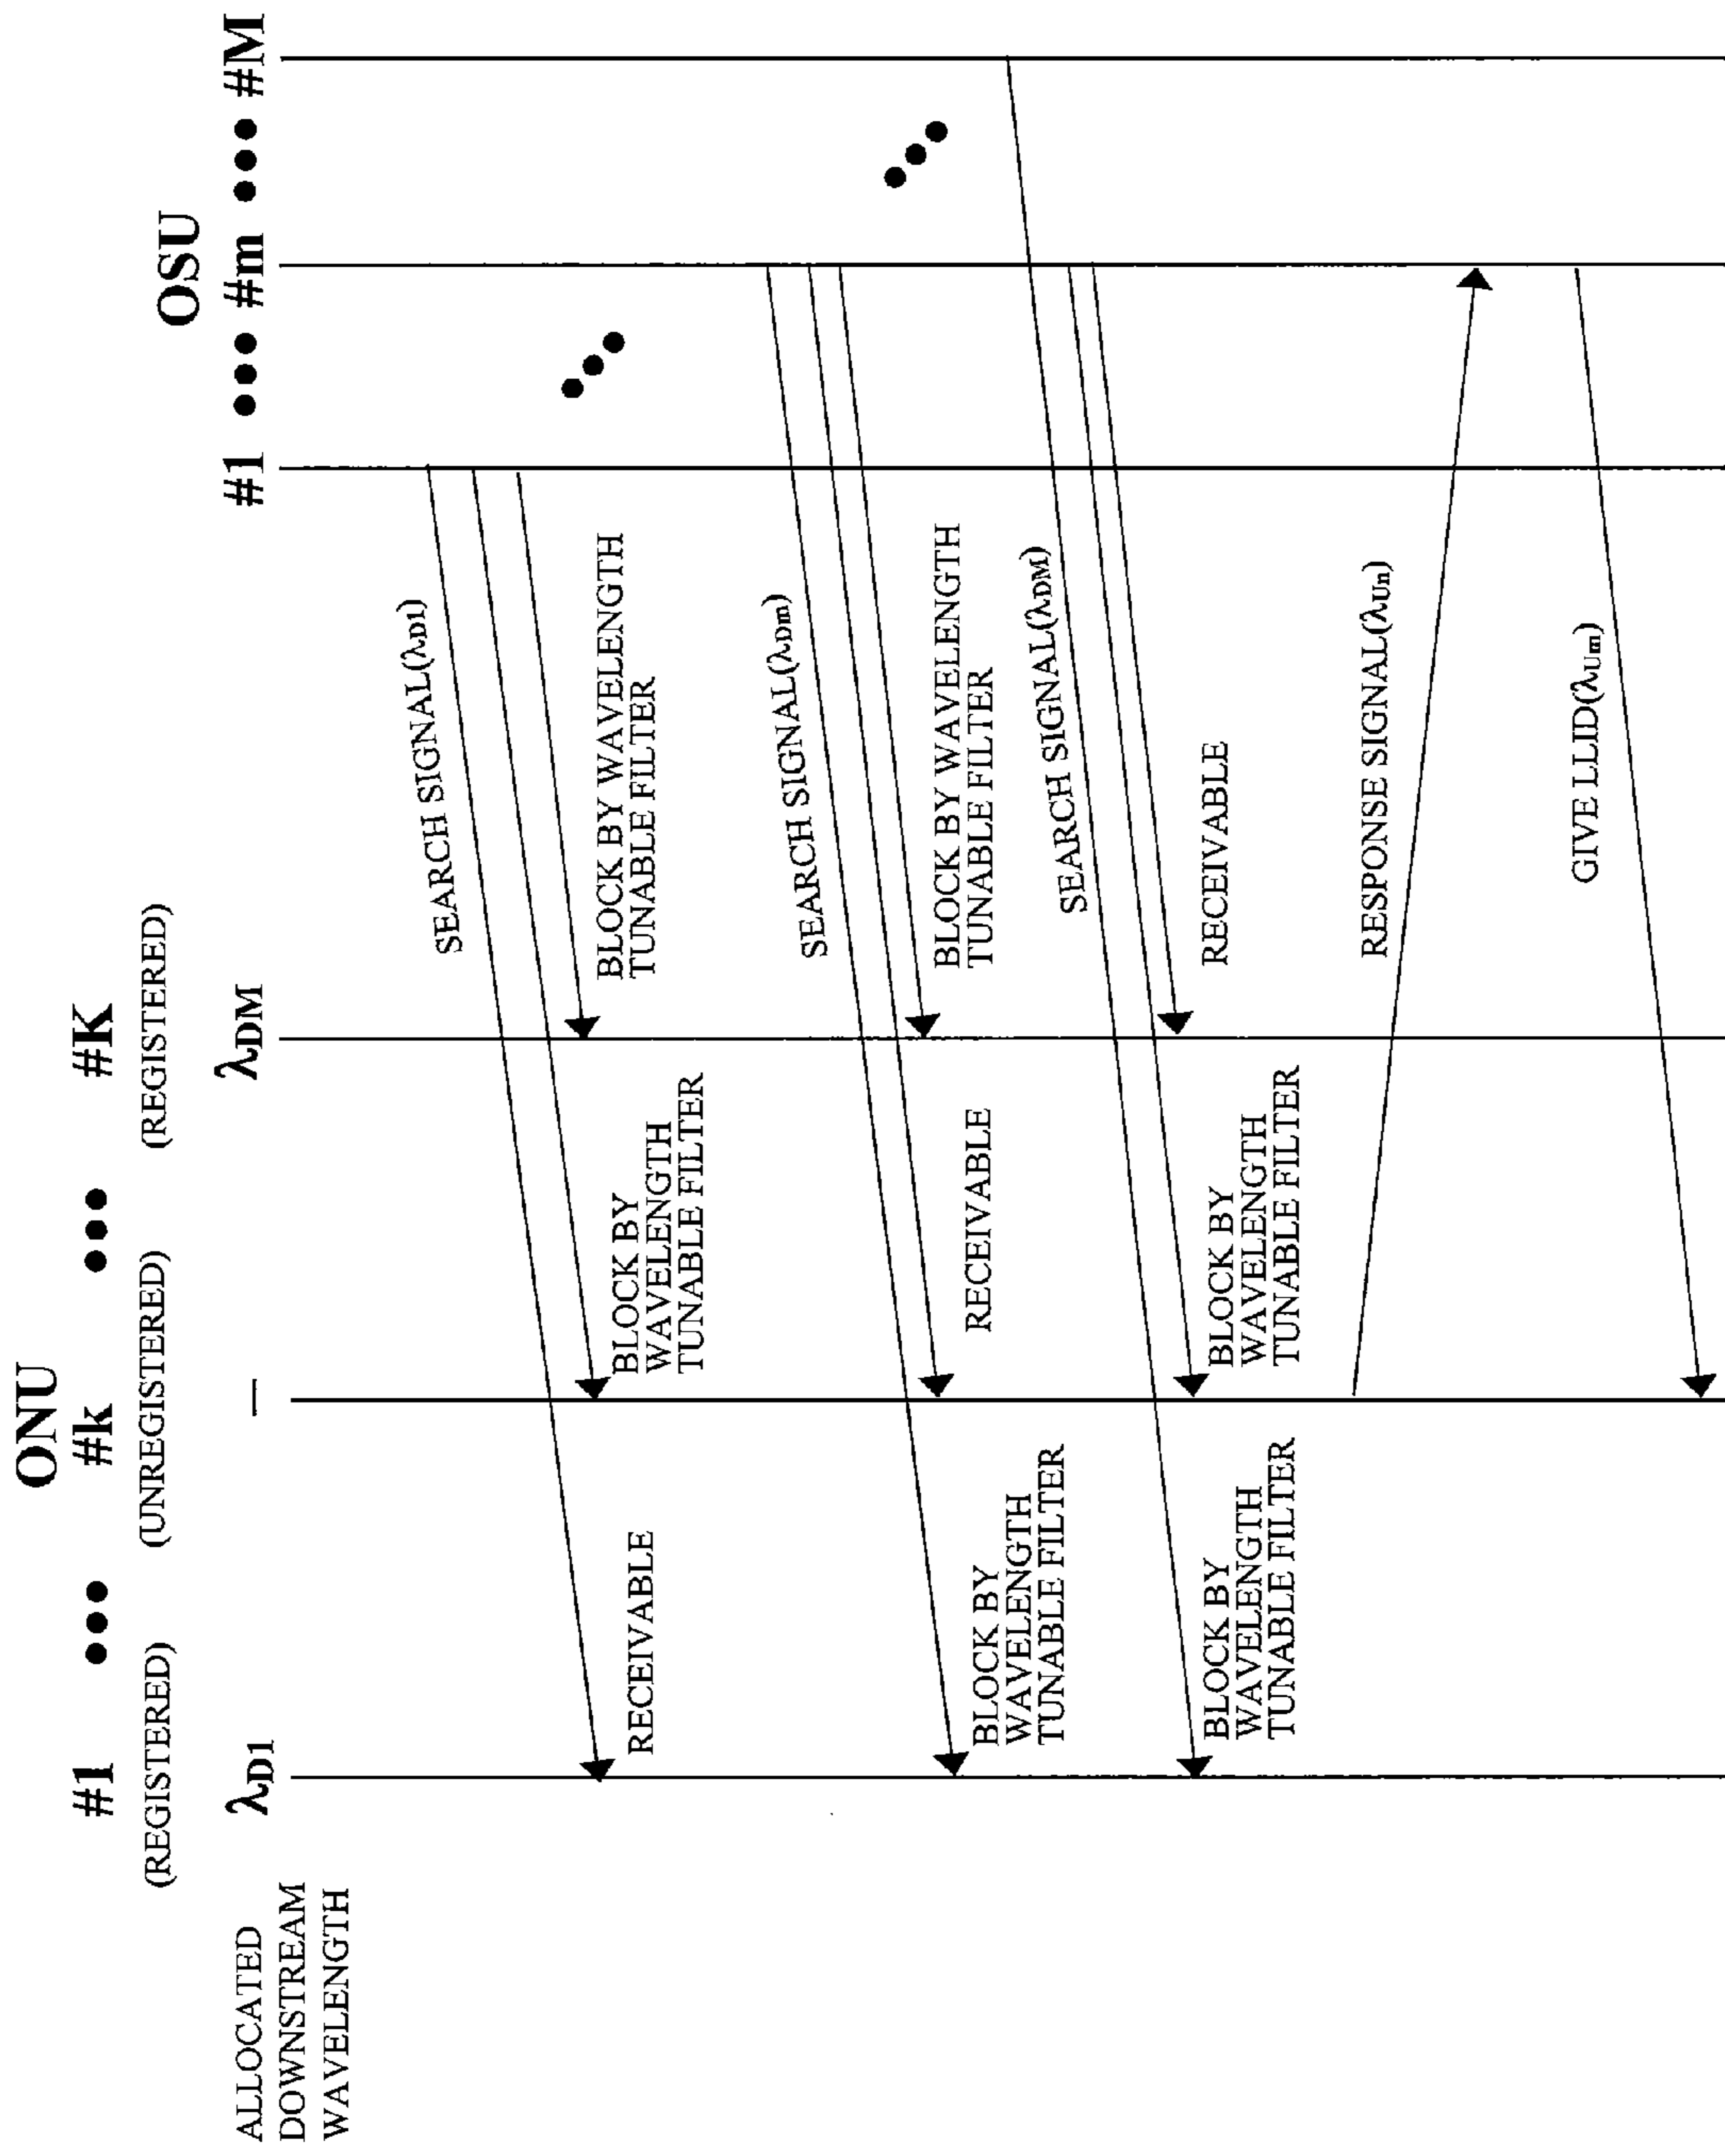 ONU
OSU
#1 ••• #k ••• #K
(REGISTERED) (UNREGISTERED) (REGISTERED)
#1 ••• #m ••• #M
ALLOCATED
DOWNSTREAM
WAVELENGTH
λD1 — λDM
SEARCH SIGNAL(λD1)
RECEIVABLE
BLOCK BY
WAVELENGTH
TUNABLE FILTER
BLOCK BY WAVELENGTH
TUNABLE FILTER
SEARCH SIGNAL(λDm)
BLOCK BY
WAVELENGTH
TUNABLE FILTER
RECEIVABLE
BLOCK BY WAVELENGTH
TUNABLE FILTER
SEARCH SIGNAL(λDM)
BLOCK BY
WAVELENGTH
TUNABLE FILTER
BLOCK BY
WAVELENGTH
TUNABLE FILTER
RECEIVABLE
RESPONSE SIGNAL(λUn)
GIVE LLID(λUm)